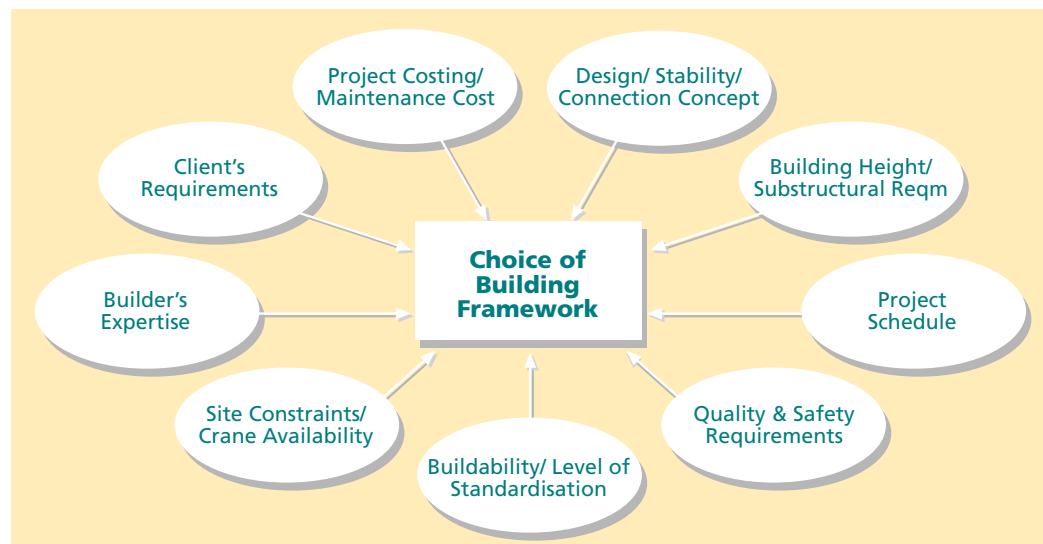 Project Costing/
Maintenance Cost
Design/ Stability/
Connection Concept
Client's
Requirements
Building Height/
Substructural Reqm
Choice of
Building
Framework
Builder's
Expertise
Project
Schedule
Site Constraints/
Crane Availability
Quality & Safety
Requirements
Buildability/ Level of
Standardisation